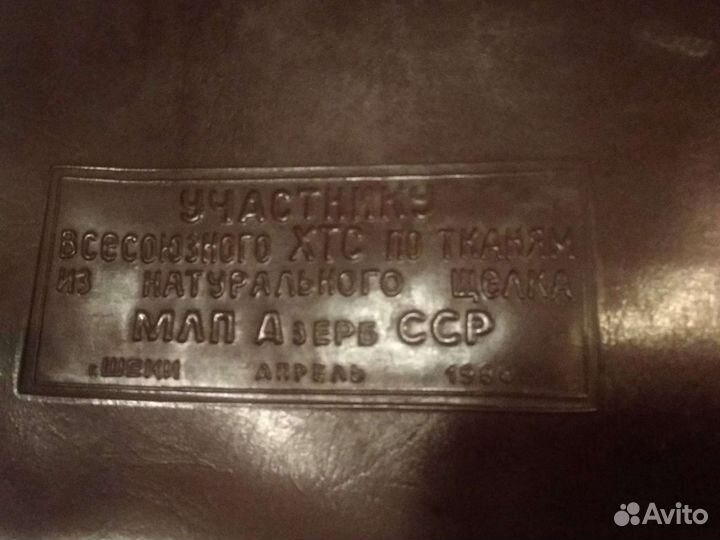 УЧАСТНИКУ
ВСЕСОЮЗНОГО ХТС ПО ТКАНЯМ
ИЗ НАТУРАЛЬНОГО ЩЕЛКА
МЛП АЗЕРБ ССР
г. ШЕКИ АПРЕЛЬ
Avito